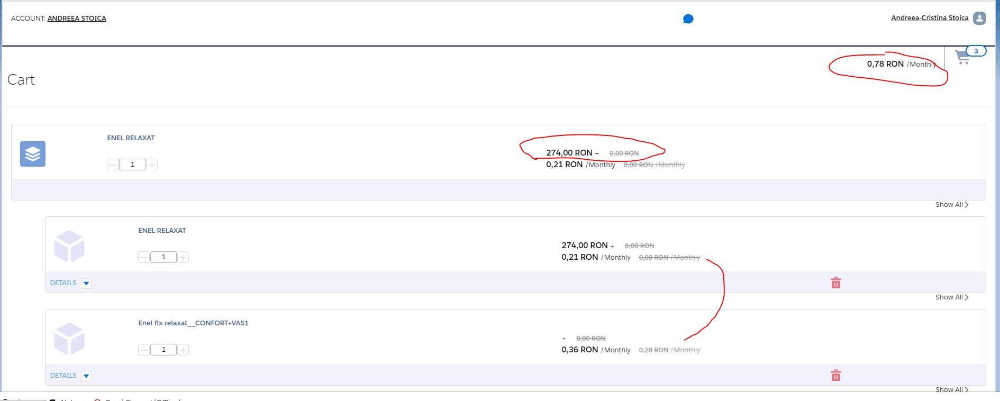 ACCOUNT: ANDREEA STOICA
Andreea-Cristina Stoica
3
0,78 RON /Monthly
Cart
ENEL RELAXAT
274,00 RON + 0,00 RON
1
0,21 RON /Monthly 0,00 RON /Monthly
Show All
ENEL RELAXAT
274,00 RON + 0,00 RON
1
0,21 RON /Monthly 0,00 RON /Monthly
DETAILS
Show All
Enel fix relaxat__CONFORT+VAS1
+ 0,00 RON
1
0,36 RON /Monthly 0,28 RON /Monthly
DETAILS
Show All